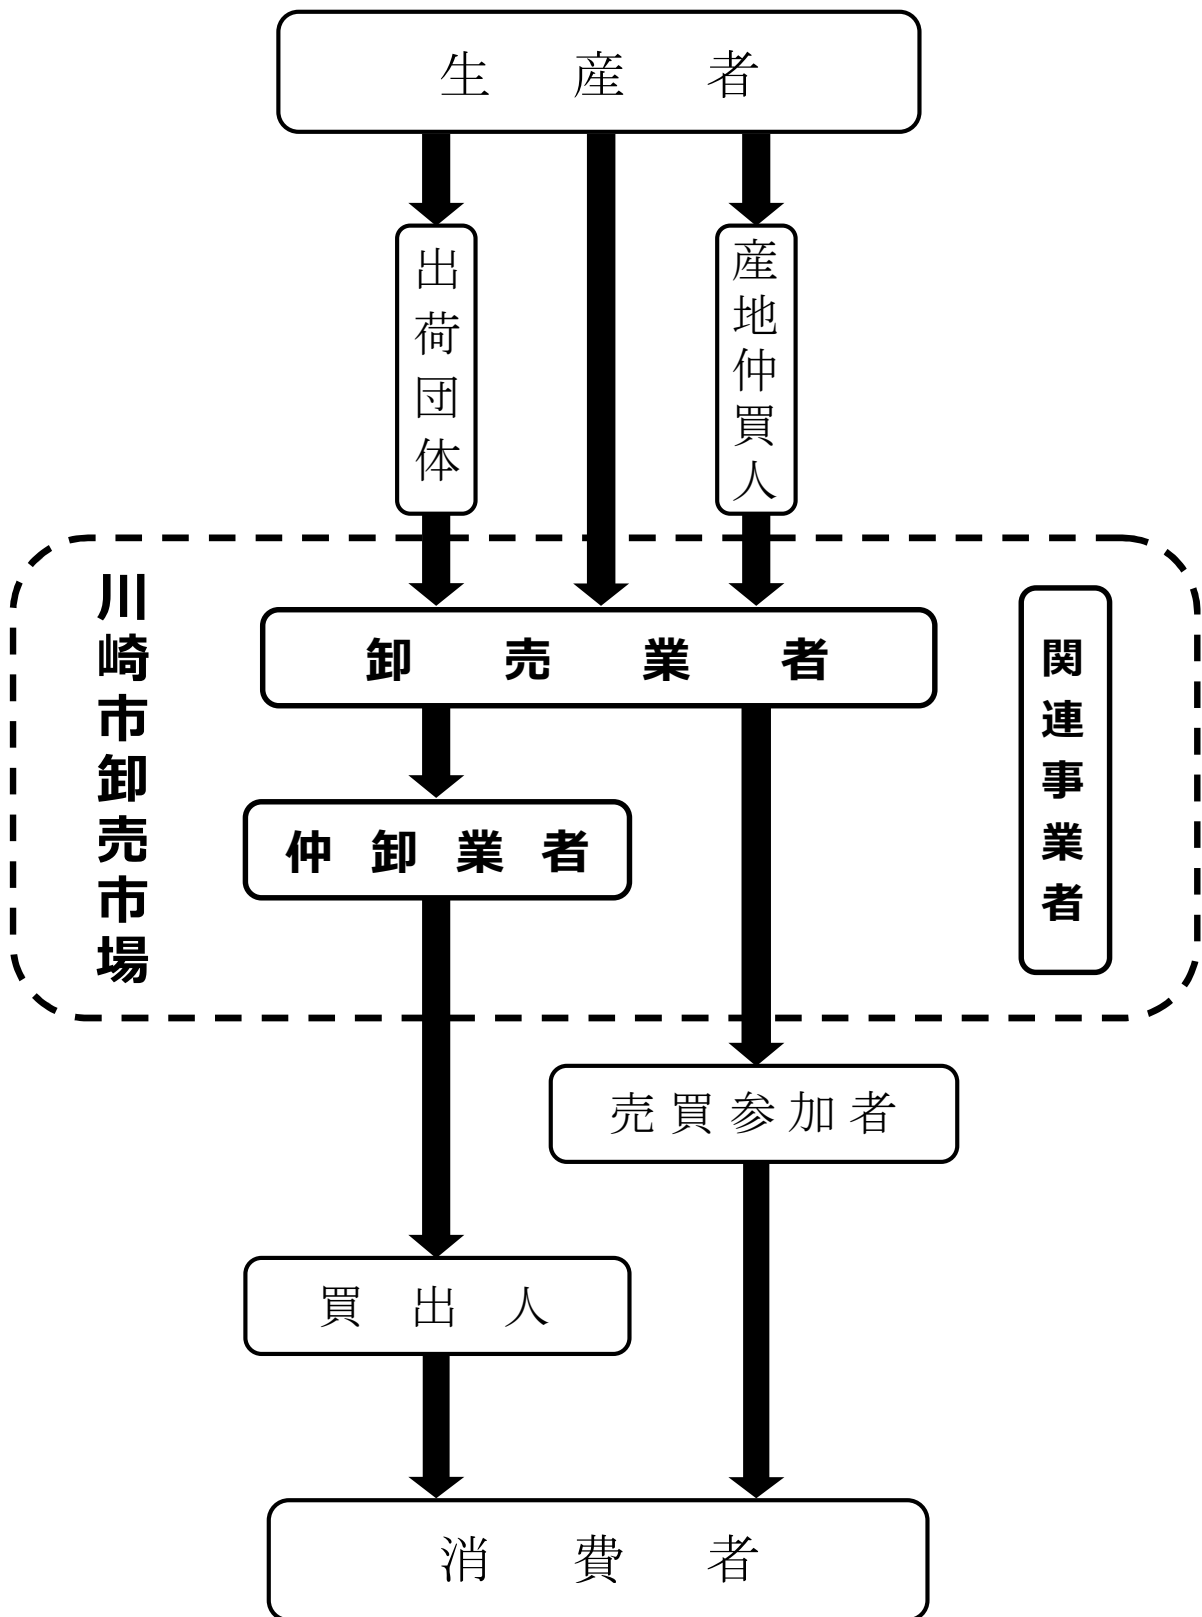 生産者
出荷団体
産地仲買人
川崎市卸売市場
卸売業者
関連事業者
仲卸業者
売買参加者
買出人
消費者